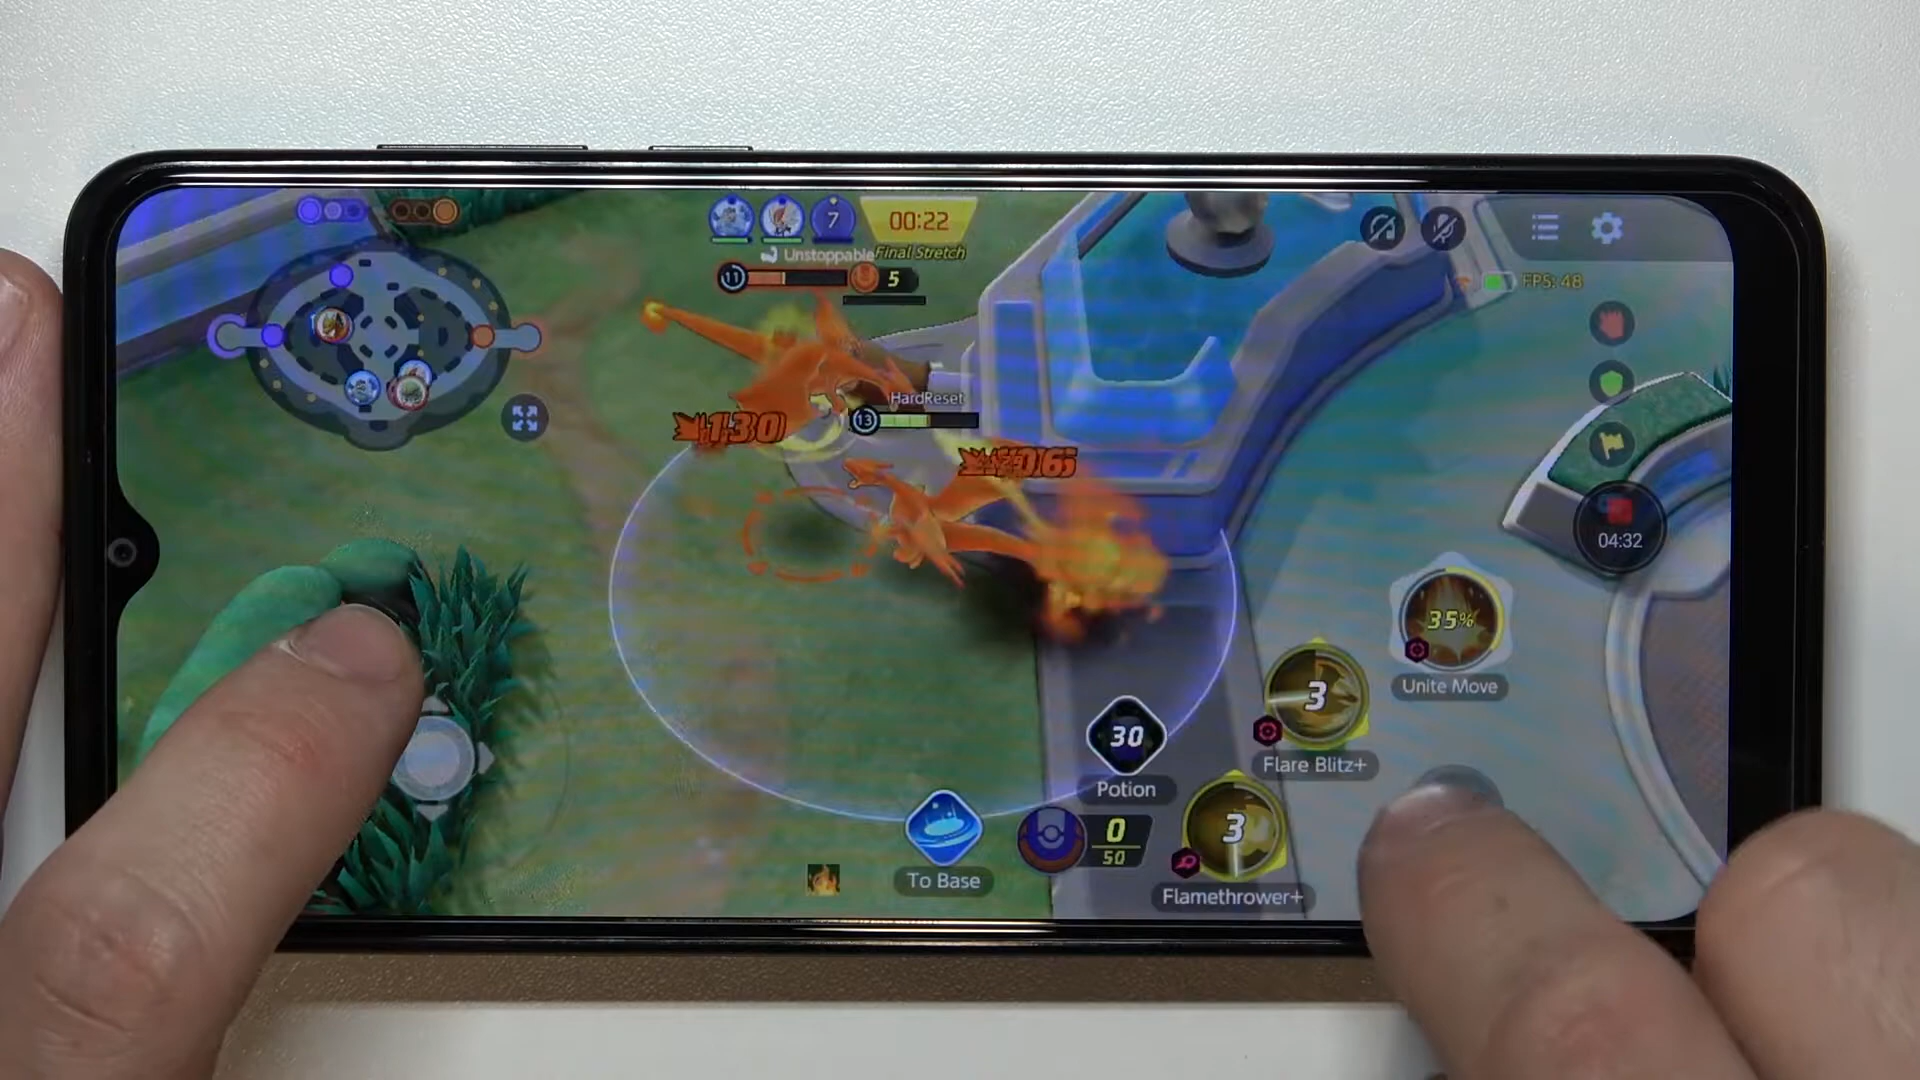 7
00:22
Final Stretch
Unstoppable
11
5
FPS: 48
HardReset
13
1130
04:32
35%
Unite Move
3
Flare Blitz+
30
Potion
0
50
3
Flamethrower+
To Base